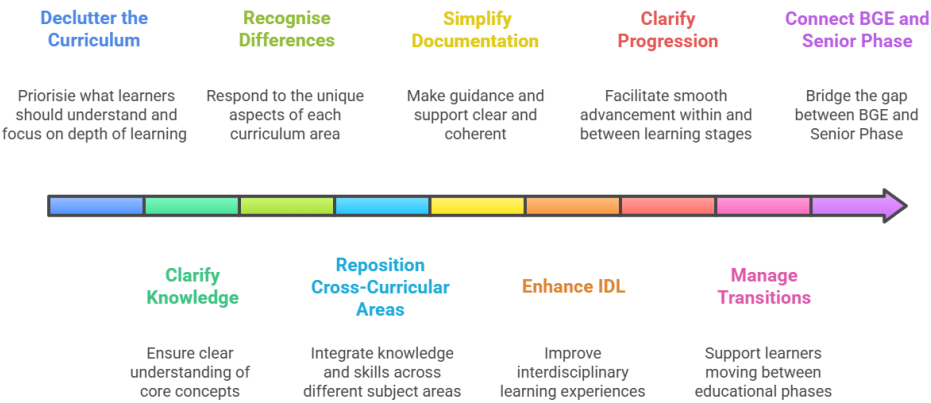 Declutter the
Curriculum
Priorisie what learners
should understand and
focus on depth of learning
Recognise
Differences
Respond to the unique
aspects of each
curriculum area
Simplify
Documentation
Make guidance and
support clear and
coherent
Clarify
Progression
Facilitate smooth
advancement within and
between learning stages
Connect BGE and
Senior Phase
Bridge the gap
between BGE and
Senior Phase
Clarify
Knowledge
Ensure clear
understanding of
core concepts
Reposition
Cross-Curricular
Areas
Integrate knowledge
and skills across
different subject areas
Enhance IDL
Improve
interdisciplinary
learning experiences
Manage
Transitions
Support learners
moving between
educational phases